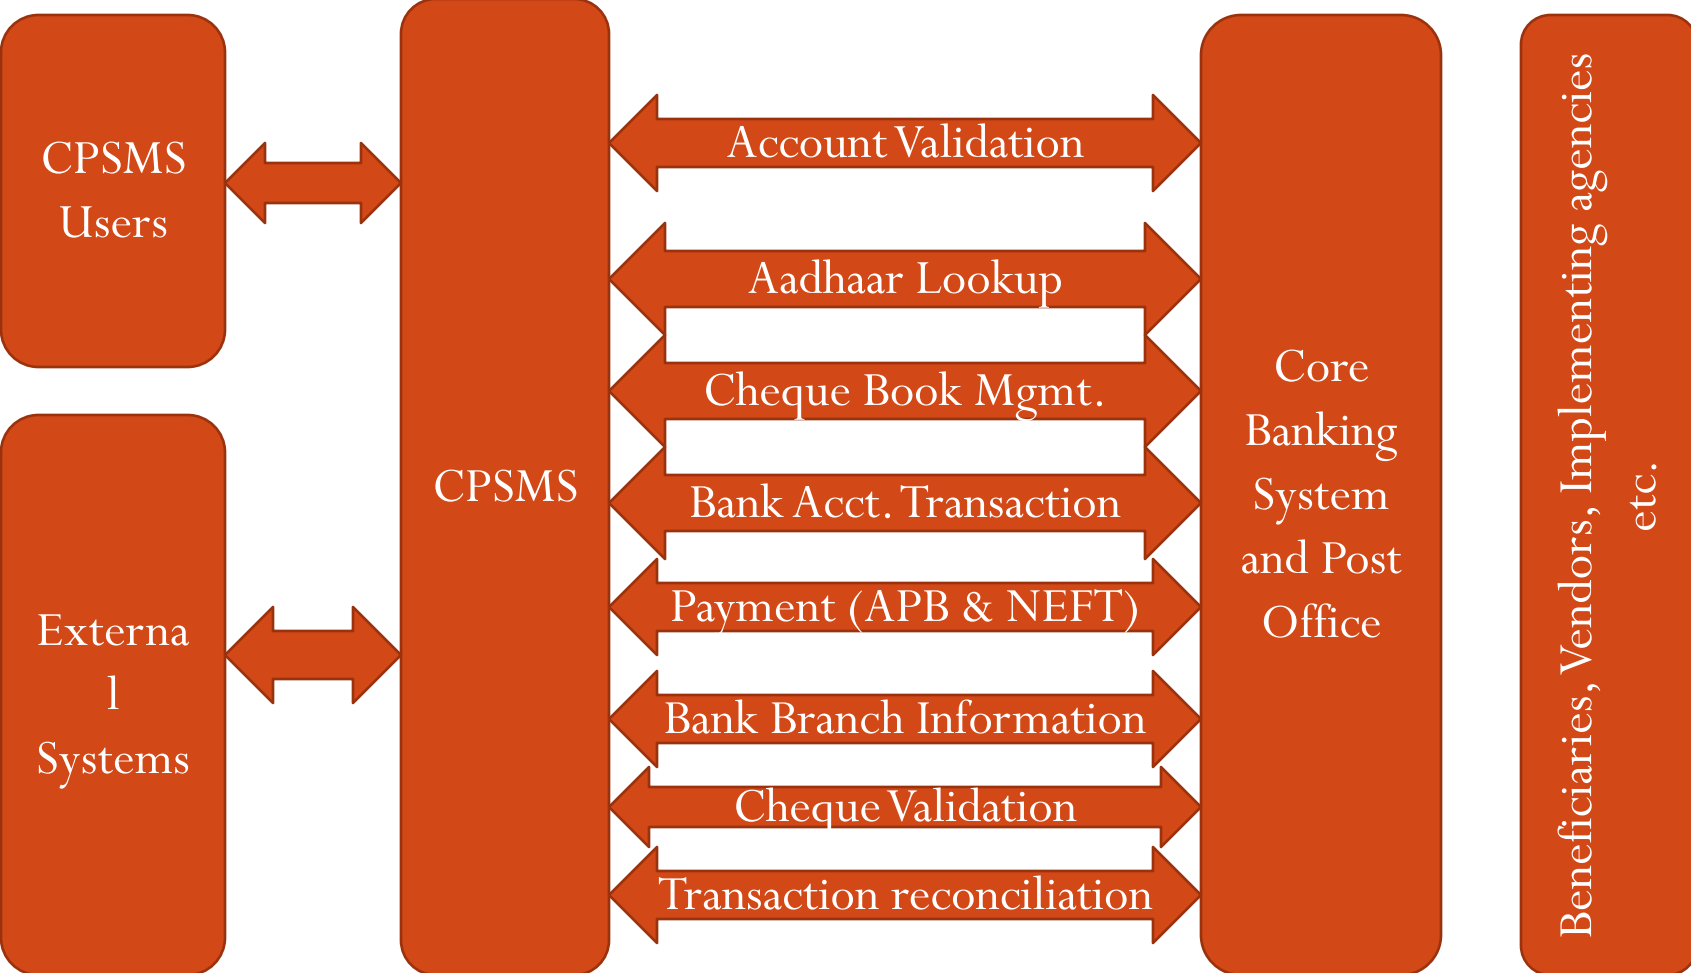 CPSMS
Users
Externa
l
Systems
CPSMS
Account Validation
Aadhaar Lookup
Cheque Book Mgmt.
Bank Acct. Transaction
Payment (APB & NEFT)
Bank Branch Information
Cheque Validation
Transaction reconciliation
Core
Banking
System
and Post
Office
Beneficiaries, Vendors, Implementing agencies
etc.